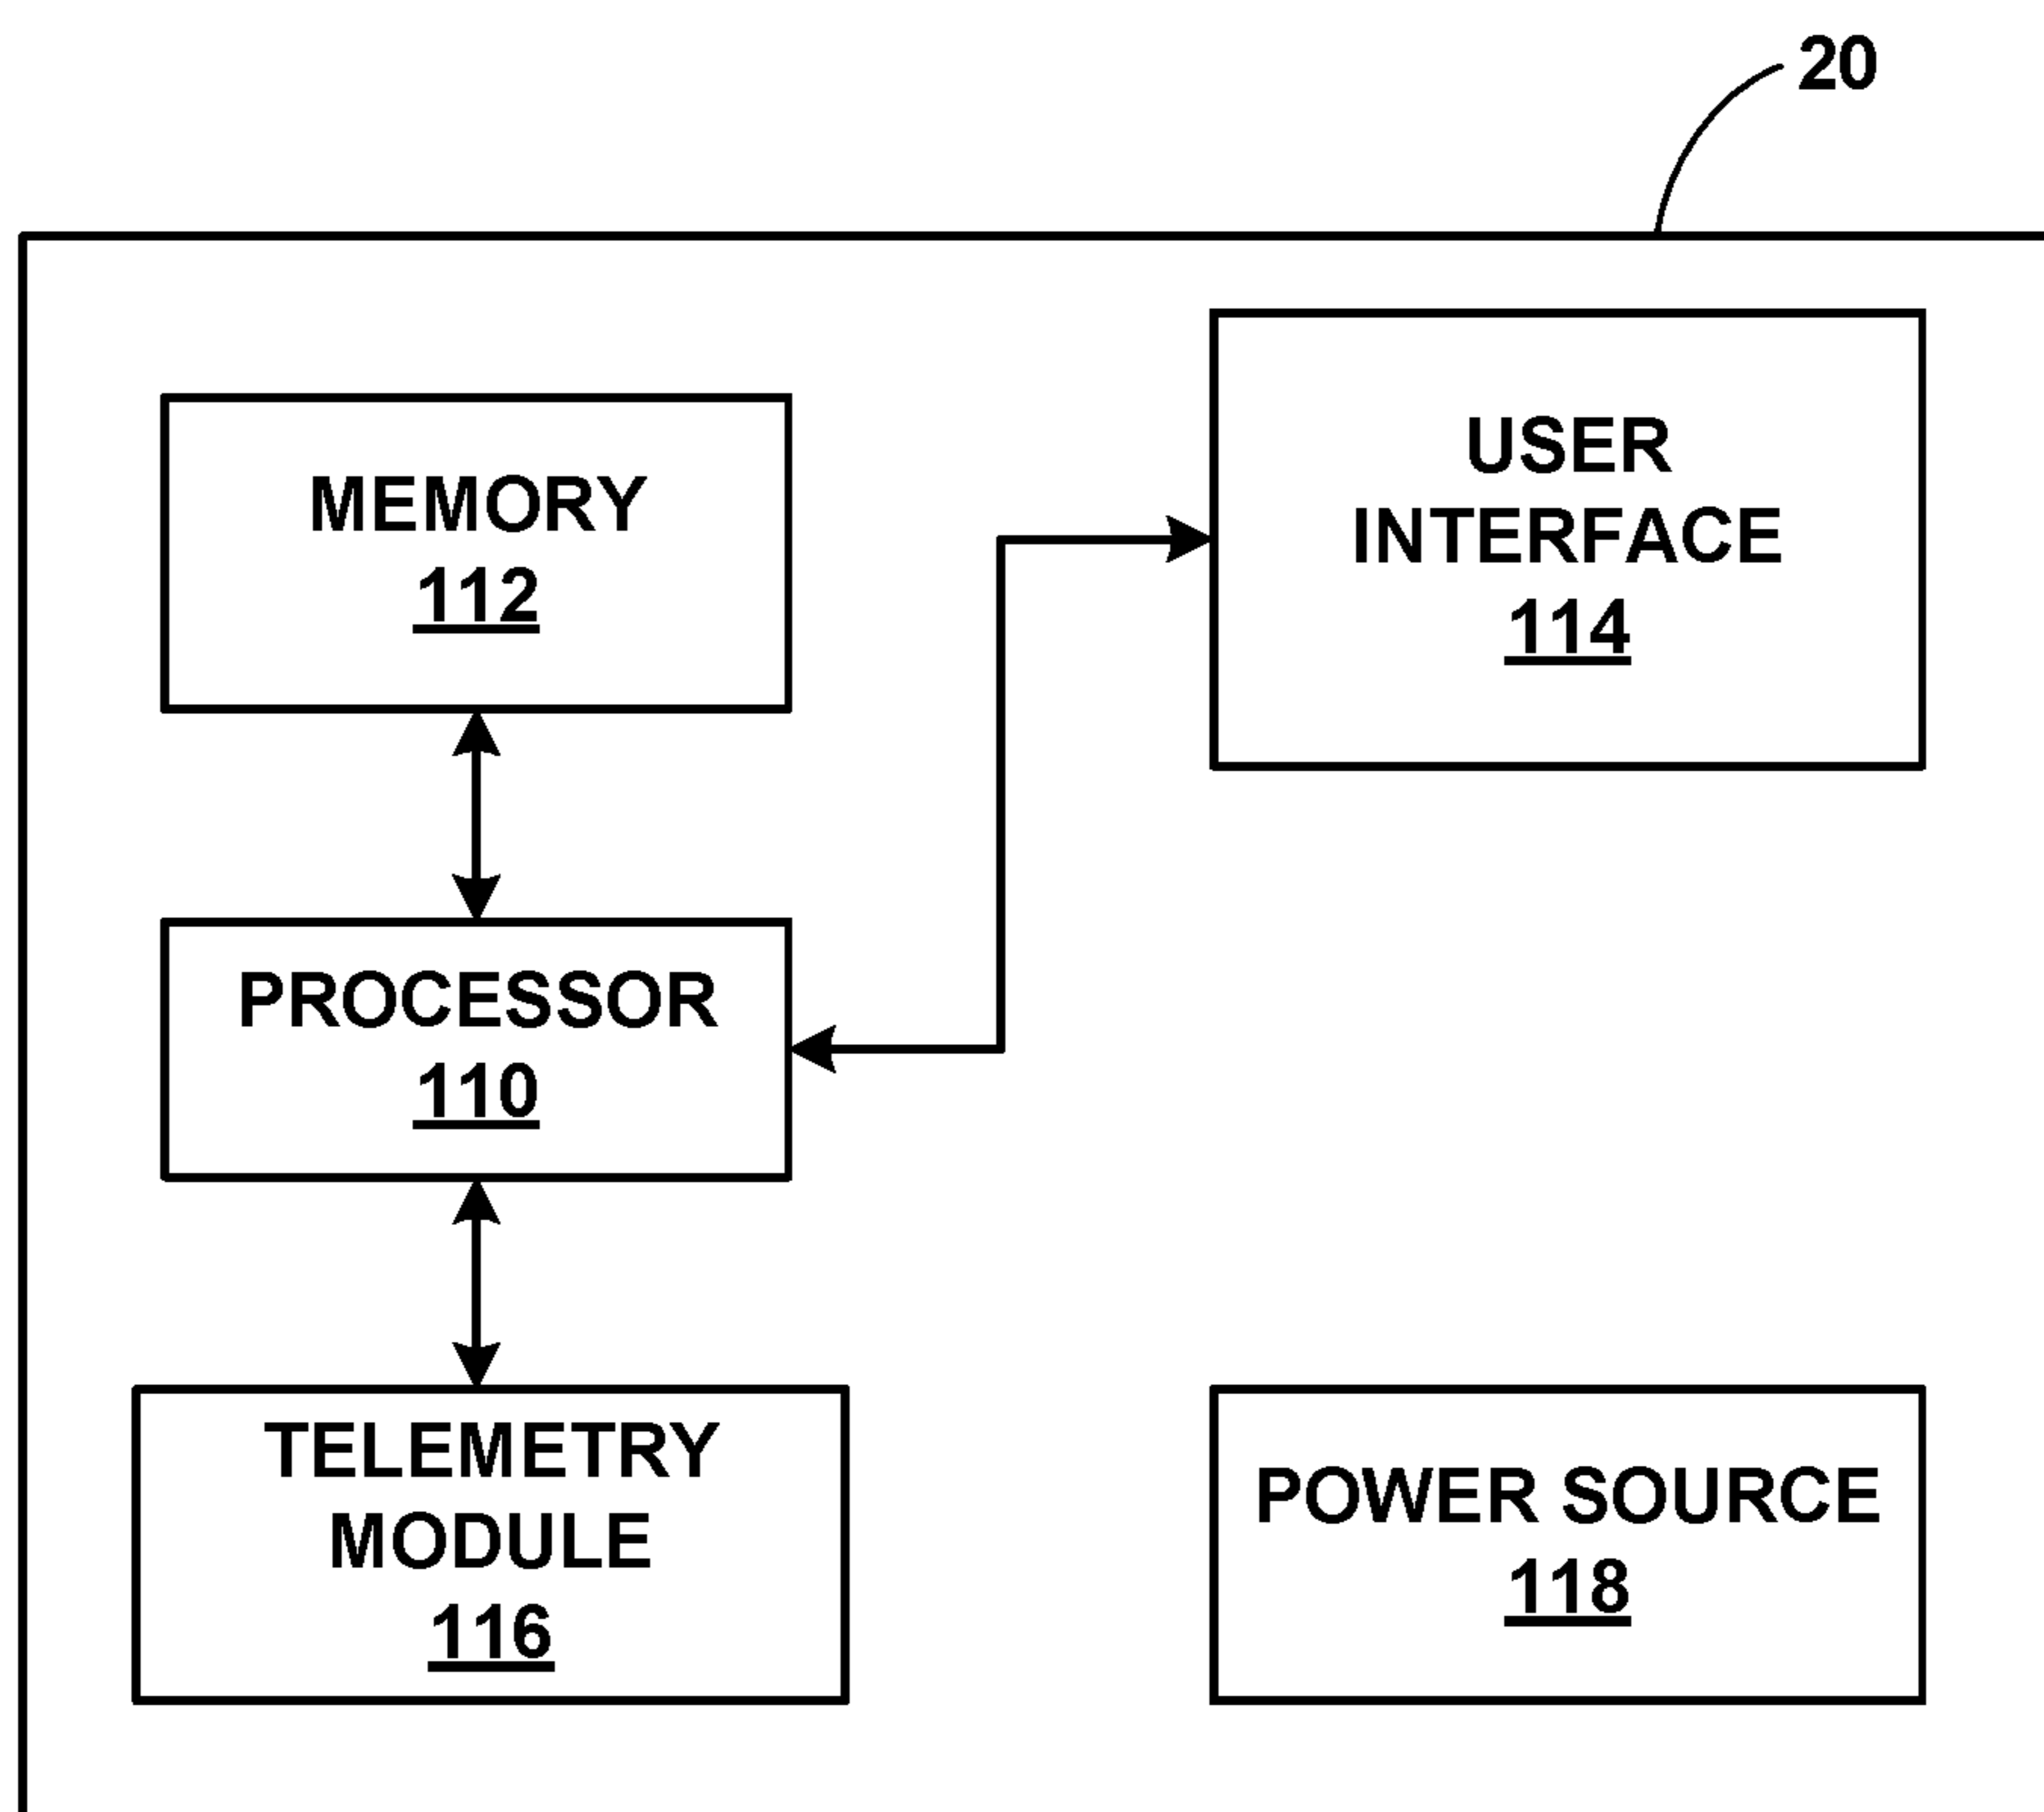 20
MEMORY
112
USER
INTERFACE
114
PROCESSOR
110
TELEMETRY
MODULE
116
POWER SOURCE
118